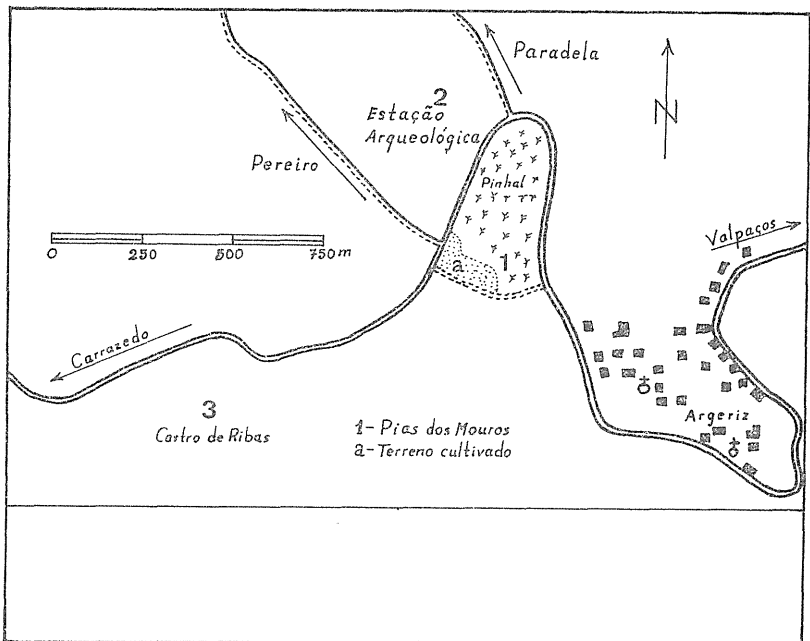 Paradela
2
Estação
Arqueológica
N
Pereiro
Pinhal
0 250 500 750 m
Valpaços
a
1
Carrazedo
3
Castro de Ribas
Argeriz
1- Pias dos Mouros
a- Terreno cultivado